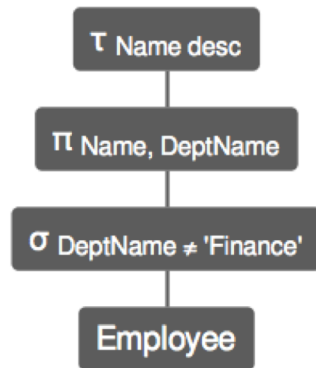 τ Name desc
π Name, DeptName
σ DeptName ≠ 'Finance'
Employee